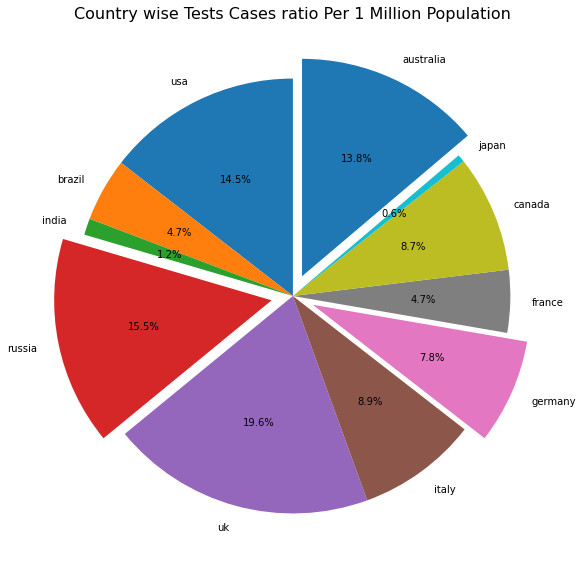 Country wise Tests Cases ratio Per 1 Million Population
australia
usa
japan
13.8%
brazil
14.5%
canada
0.6%
india
4.7%
8.7%
1.2%
4.7%
france
russia
15.5%
7.8%
germany
8.9%
19.6%
italy
uk